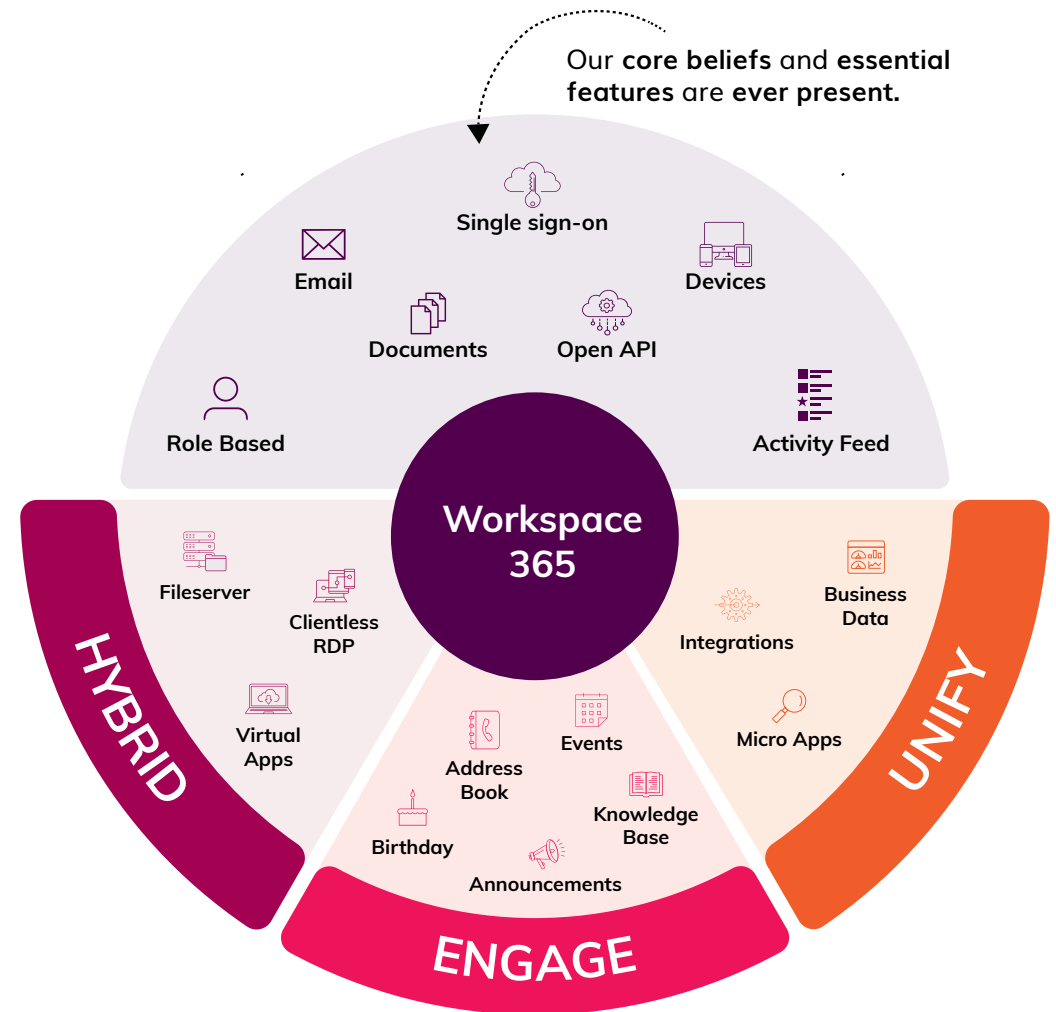 Our core beliefs and essential
features are ever present.
Single sign-on
Email
Devices
Documents
Open API
Role Based
Activity Feed
Workspace
365
Fileserver
Clientless
RDP
Virtual
Apps
HYBRID
Address
Book
Events
Birthday
Knowledge
Base
Announcements
ENGAGE
Integrations
Business
Data
Micro Apps
UNIFY